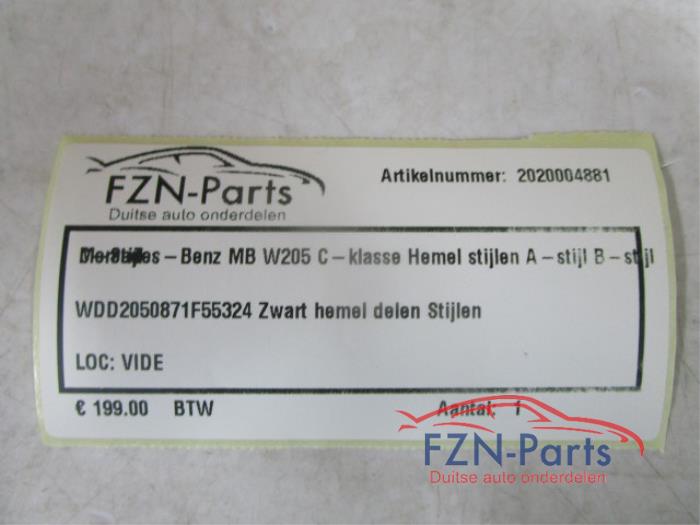 FZN-Parts
Duitse auto onderdelen
Artikelnummer: 2020004881
-Benz MB W205 C-klasse Hemel stijlen A-stijl B-stijl
WDD2050871F55324 Zwart hemel delen Stijlen
LOC: VIDE
€ 199.00 BTW
Aantal: 1
FZN-Parts
Duitse auto onderdelen